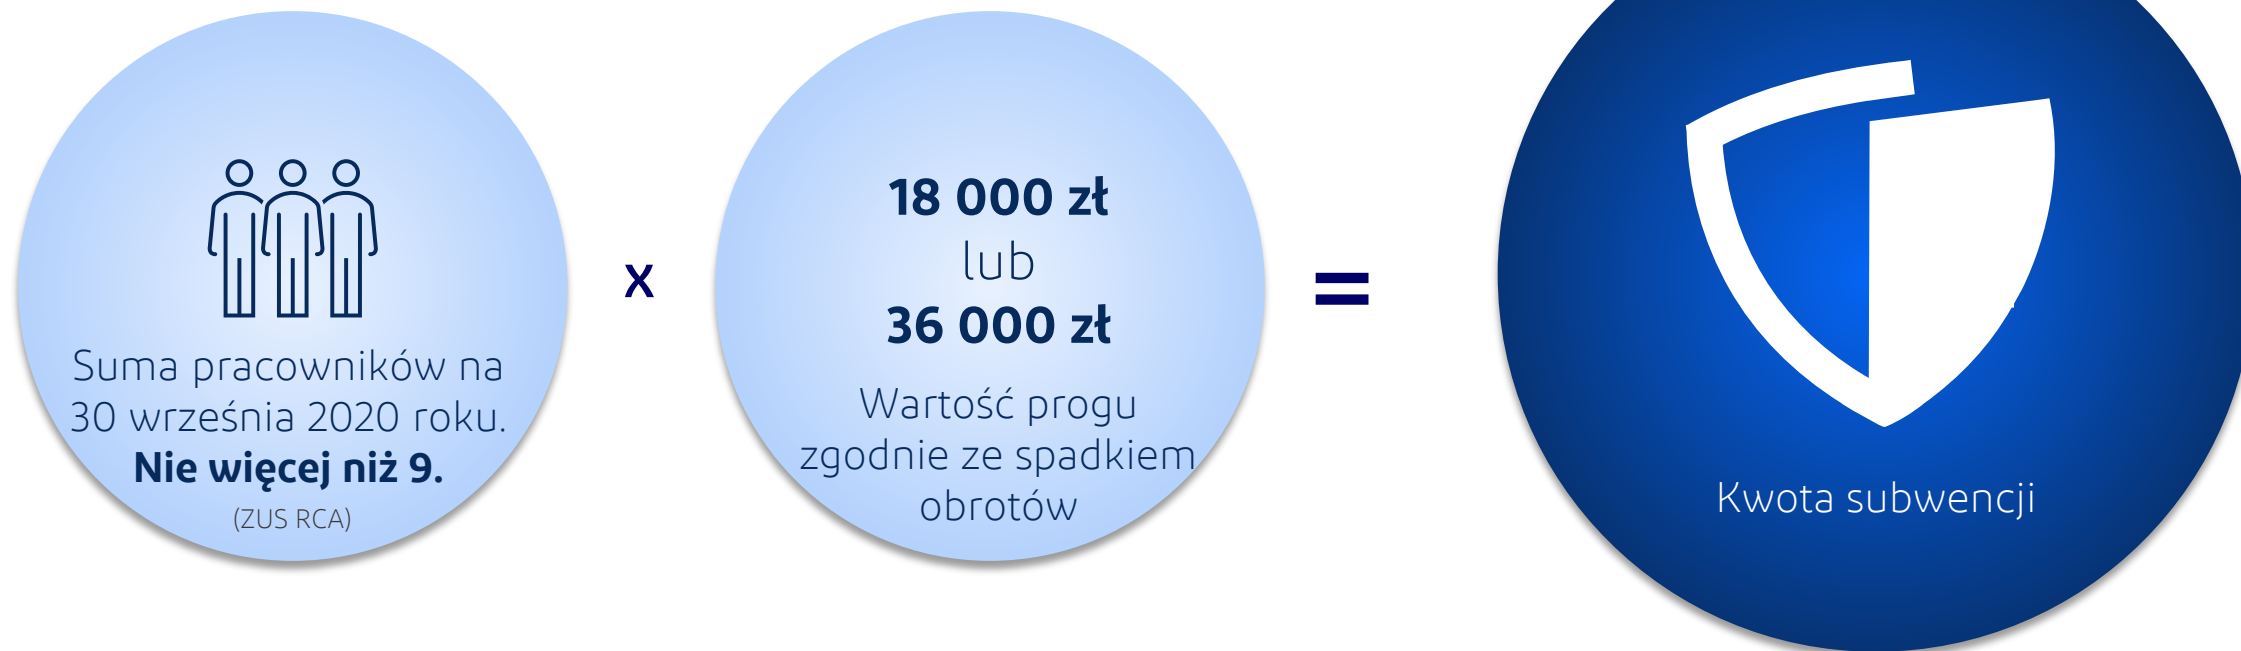 Suma pracowników na
30 września 2020 roku.
Nie więcej niż 9.
(ZUS RCA)
x
18 000 zł
lub
36 000 zł
Wartość progu
zgodnie ze spadkiem
obrotów
=
Kwota subwencji